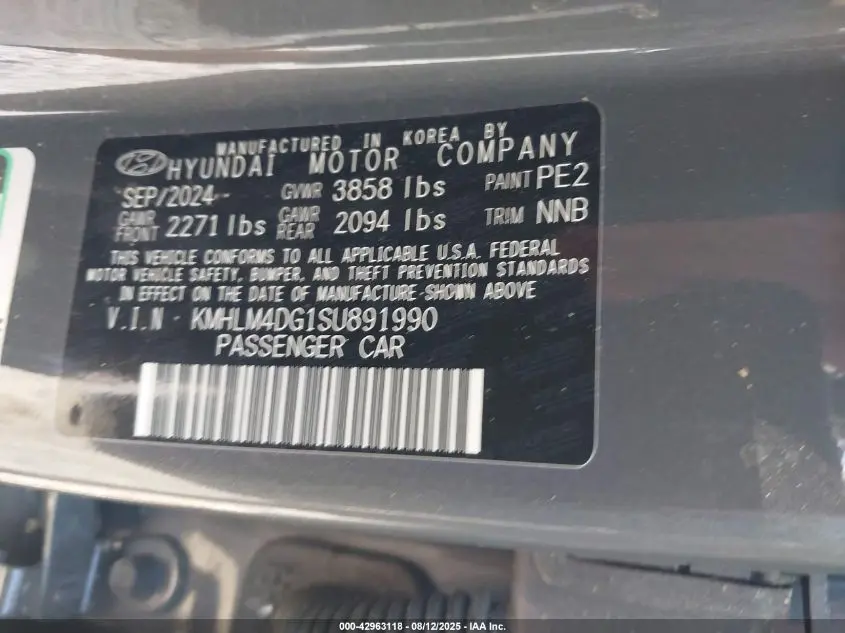 MANUFACTURED IN KOREA BY
HYUNDAI MOTOR COMPANY
SEP/2024 GVWR 3858 lbs PAINT PE2
GAWR FRONT 2271 lbs GAWR REAR 2094 lbs TRIM NNB
THIS VEHICLE CONFORMS TO ALL APPLICABLE U.S.A. FEDERAL
MOTOR VEHICLE SAFETY, BUMPER, AND THEFT PREVENTION STANDARDS
IN EFFECT ON THE DATE OF MANUFACTURE SHOWN ABOVE
V.I.N KMHLM4DG1SU891990
PASSENGER CAR
000-42963118 - 08/12/2025 - IAA Inc.